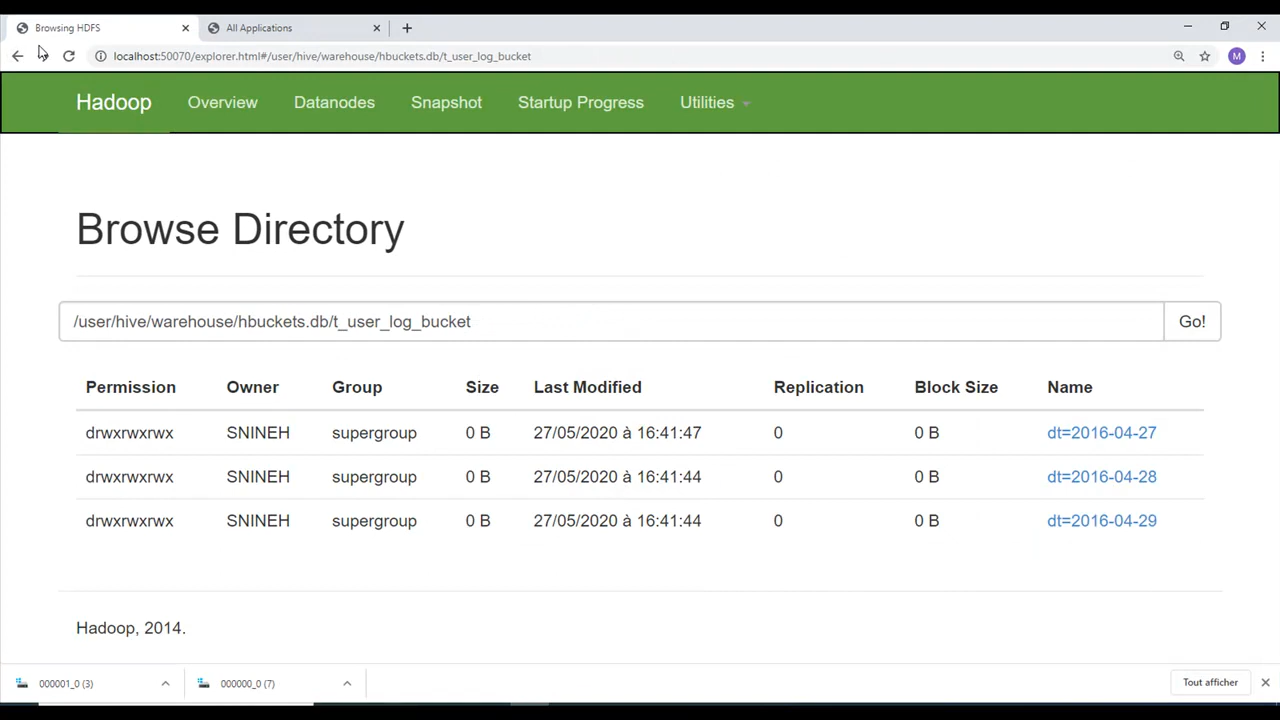 Browsing HDFS
All Applications
localhost:50070/explorer.html#/user/hive/warehouse/hbuckets.db/t_user_log_bucket
M
Hadoop Overview Datanodes Snapshot Startup Progress Utilities
Browse Directory
/user/hive/warehouse/hbuckets.db/t_user_log_bucket Go!
Permission Owner Group Size Last Modified Replication Block Size Name
drwxrwxrwx SNINEH supergroup 0 B 27/05/2020 à 16:41:47 0 0 B dt=2016-04-27
drwxrwxrwx SNINEH supergroup 0 B 27/05/2020 à 16:41:44 0 0 B dt=2016-04-28
drwxrwxrwx SNINEH supergroup 0 B 27/05/2020 à 16:41:44 0 0 B dt=2016-04-29
Hadoop, 2014.
000001_0 (3) 000000_0 (7) Tout afficher